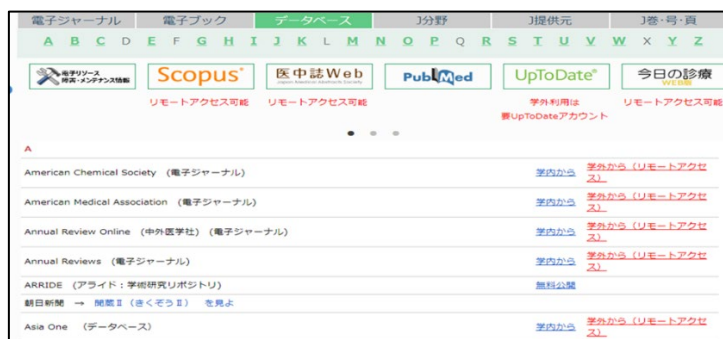 電子ジャーナル 電子ブック データベース J分野 J提供元 J巻・号・頁
A B C D E F G H I J K L M N O P Q R S T U V W X Y Z
電子リソース 障害・メンテナンス情報 Scopus® 医中誌Web PubMed UpToDate® 今日の診療 WEB版
リモートアクセス可能 リモートアクセス可能 学外利用は 要UpToDateアカウント リモートアクセス可能
A
American Chemical Society (電子ジャーナル) 学内から 学外から(リモートアクセス)
American Medical Association (電子ジャーナル) 学内から 学外から(リモートアクセス)
Annual Review Online (中外医学社) (電子ジャーナル) 学内から 学外から(リモートアクセス)
Annual Reviews (電子ジャーナル) 学内から 学外から(リモートアクセス)
ARRIDE (アライド:学術研究リポジトリ) 無料公開
朝日新聞 → 聞蔵Ⅱ(きくぞうⅡ) を見よ
Asia One (データベース) 学内から 学外から(リモートアクセス)